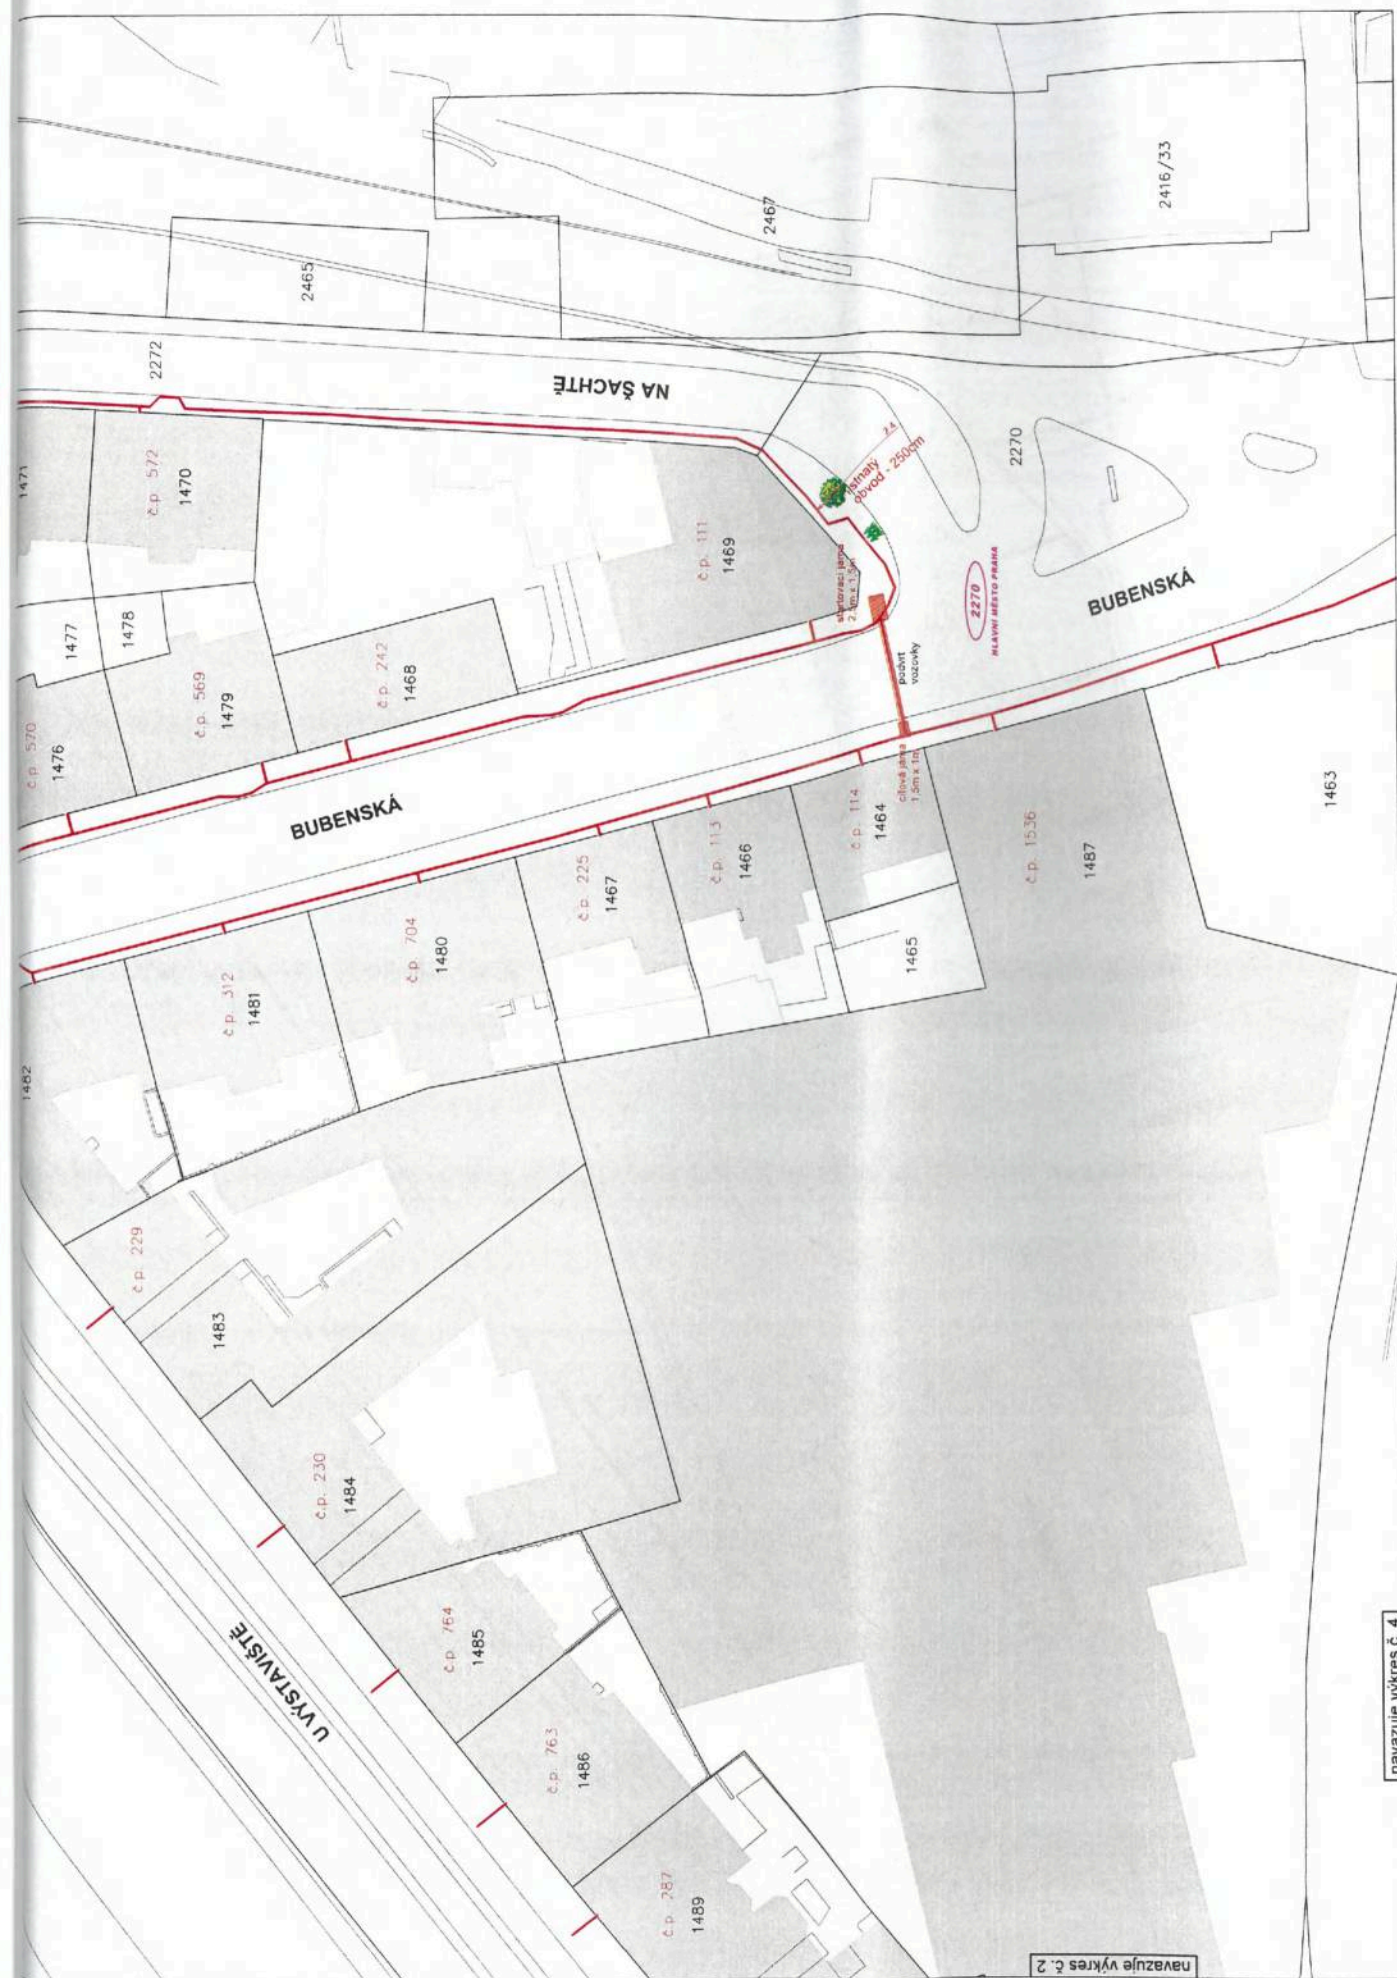 2416/33
2467
2465
2272
NA ŠACHTĚ
1471
č.p. 572
1470
č.p. 111
1469
2.4
listnatý
obvod - 250cm
2270
startovací jáma
2270
HLAVNÍ MĚSTO PRAHA
BUBENSKÁ
1477
1478
č.p. 570
1476
č.p. 569
1479
č.p. 242
1468
podvrt
vozovky
BUBENSKÁ
cílová jáma
1,5m x 1m
č.p. 225
1467
č.p. 113
1466
č.p. 114
1464
č.p. 1536
1487
1463
č.p. 312
1481
č.p. 704
1480
1465
1482
č.p. 229
1483
č.p. 230
1484
U VÝSTAVIŠTĚ
č.p. 764
1485
č.p. 763
1486
č.p. 287
1489
navazuje výkres č. 4
navazuje výkres č. 2